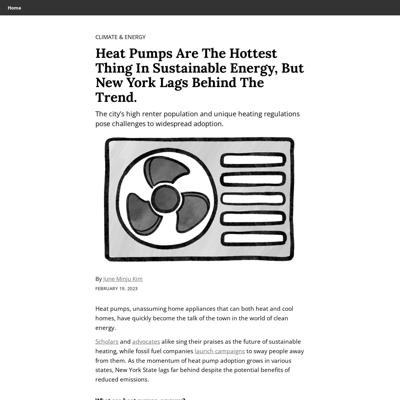 Home
CLIMATE & ENERGY
Heat Pumps Are The Hottest
Thing In Sustainable Energy, But
New York Lags Behind The
Trend.
The city's high renter population and unique heating regulations
pose challenges to widespread adoption.
By June Minju Kim
FEBRUARY 19, 2023
Heat pumps, unassuming home appliances that can both heat and cool
homes, have quickly become the talk of the town in the world of clean
energy.
Scholars and advocates alike sing their praises as the future of sustainable
heating, while fossil fuel companies launch campaigns to sway people away
from them. As the momentum of heat pump adoption grows in various
states, New York State lags far behind despite the potential benefits of
reduced emissions.